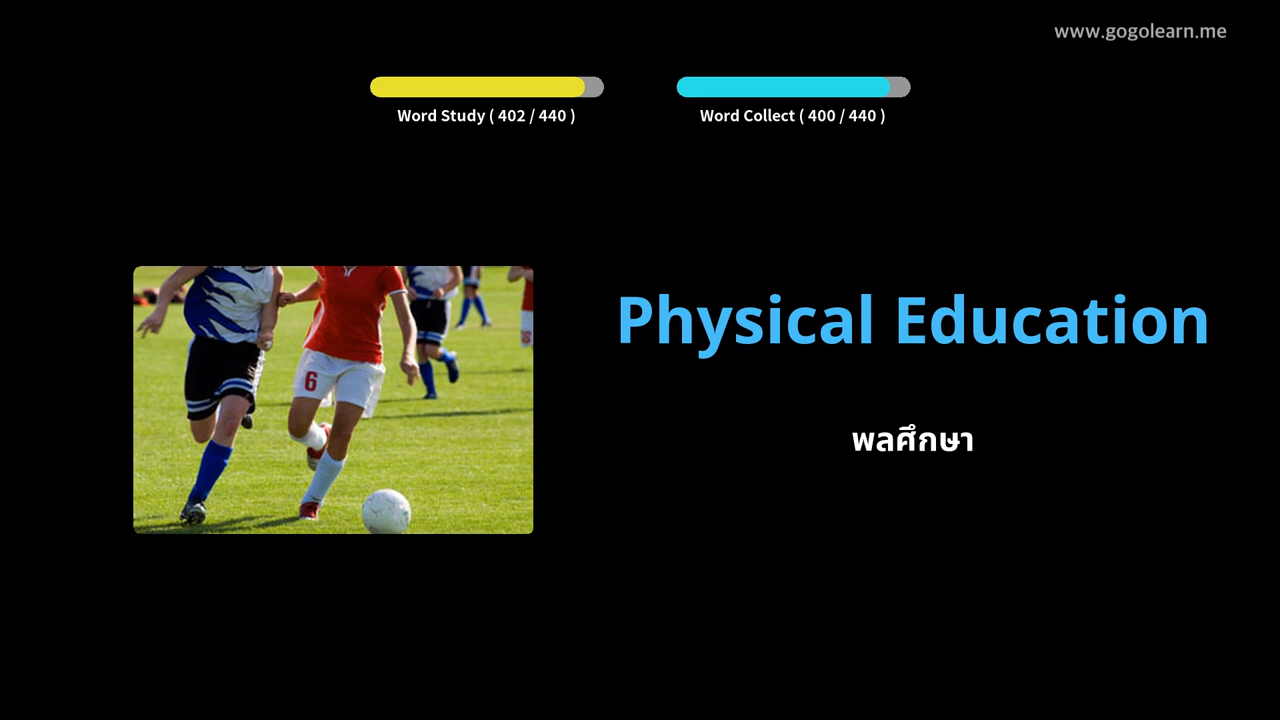 www.gogolearn.me
Word Study ( 402 / 440 )
Word Collect ( 400 / 440 )
Physical Education
พลศึกษา
6